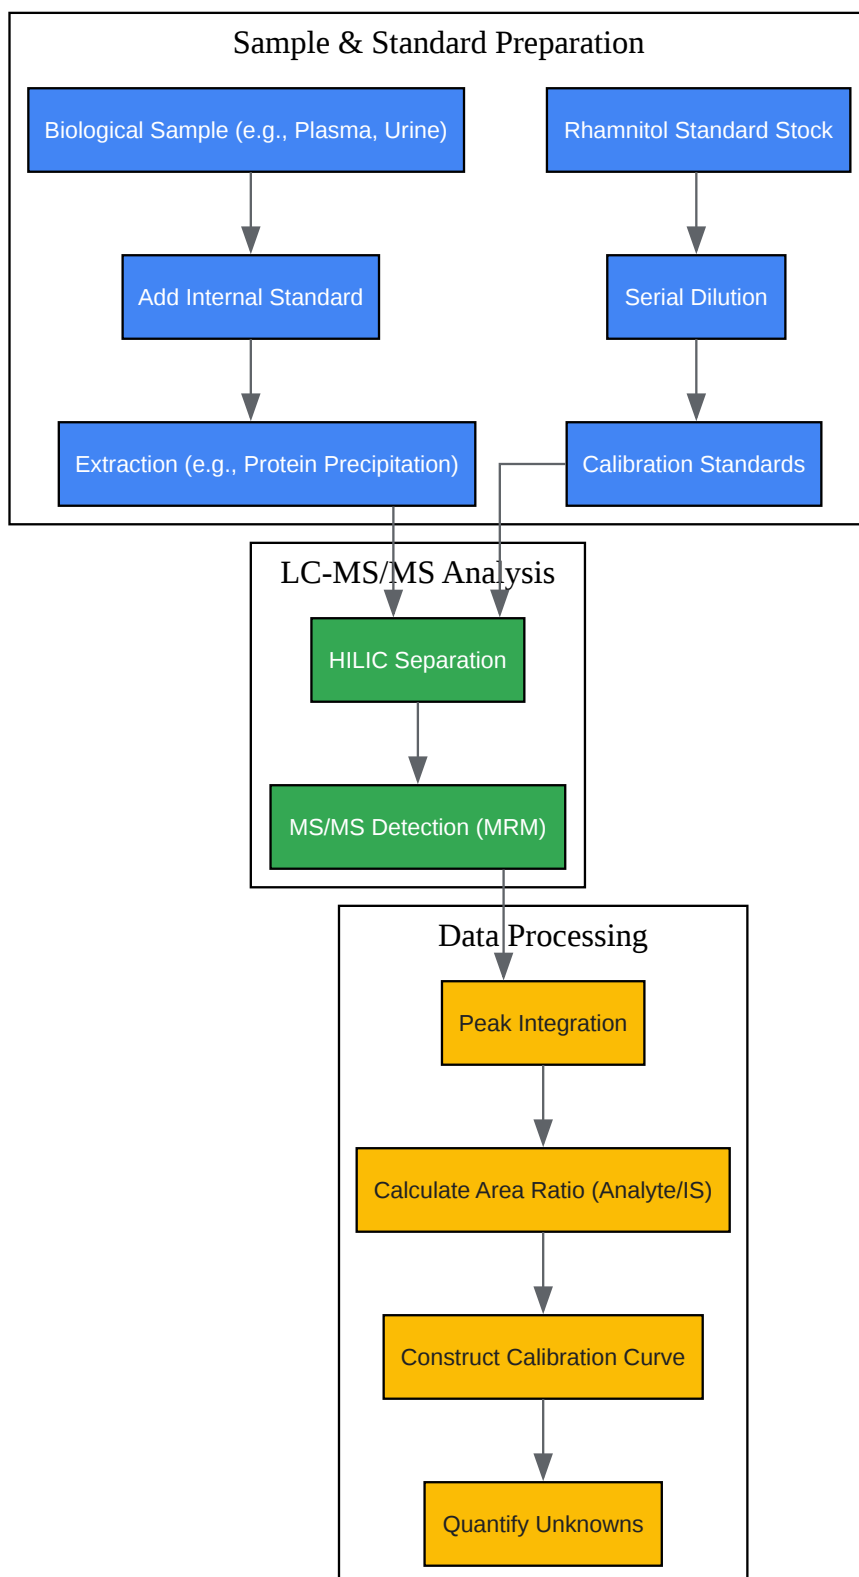 Sample & Standard Preparation
Biological Sample (e.g., Plasma, Urine)
Rhamnitol Standard Stock
Add Internal Standard
Serial Dilution
Extraction (e.g., Protein Precipitation)
Calibration Standards
LC-MS/MS Analysis
HILIC Separation
MS/MS Detection (MRM)
Data Processing
Peak Integration
Calculate Area Ratio (Analyte/IS)
Construct Calibration Curve
Quantify Unknowns